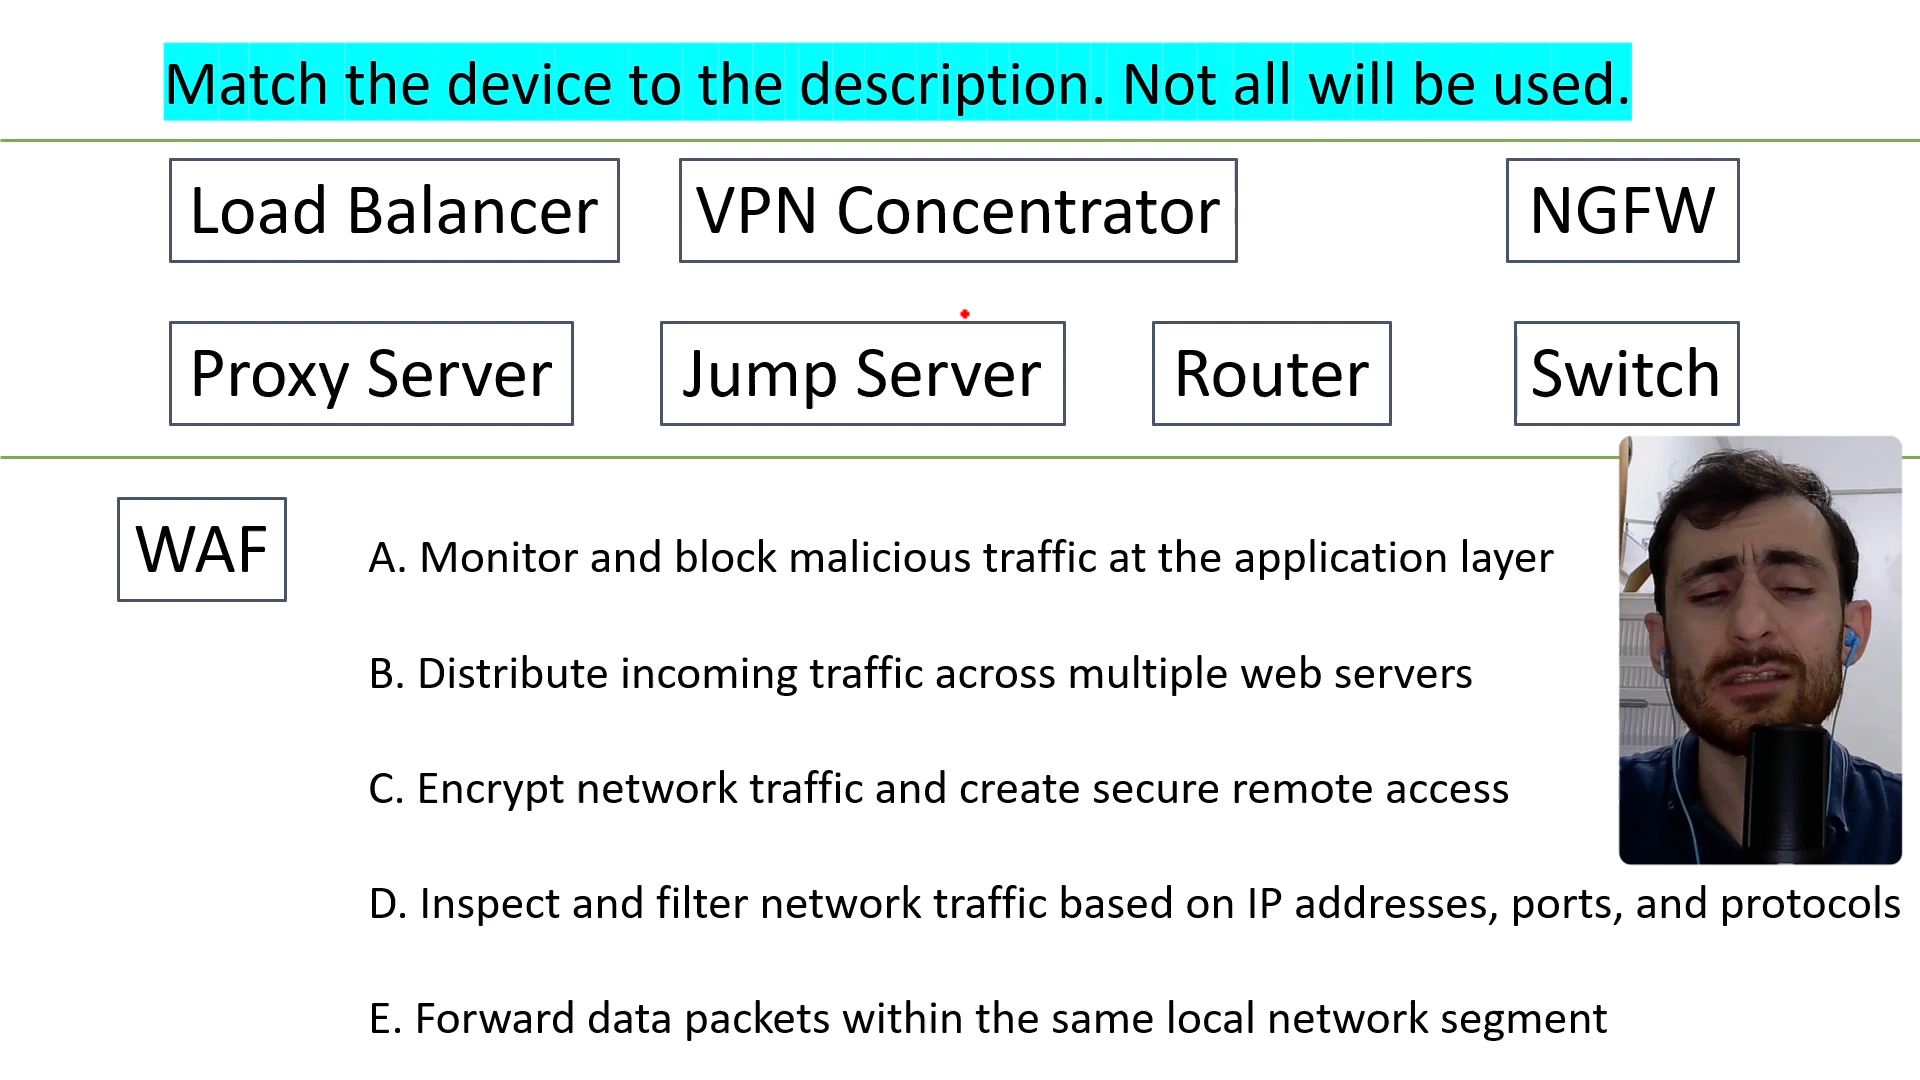 Match the device to the description. Not all will be used.
Load Balancer
VPN Concentrator
NGFW
Proxy Server
Jump Server
Router
Switch
WAF
A. Monitor and block malicious traffic at the application layer
B. Distribute incoming traffic across multiple web servers
C. Encrypt network traffic and create secure remote access
D. Inspect and filter network traffic based on IP addresses, ports, and protocols
E. Forward data packets within the same local network segment